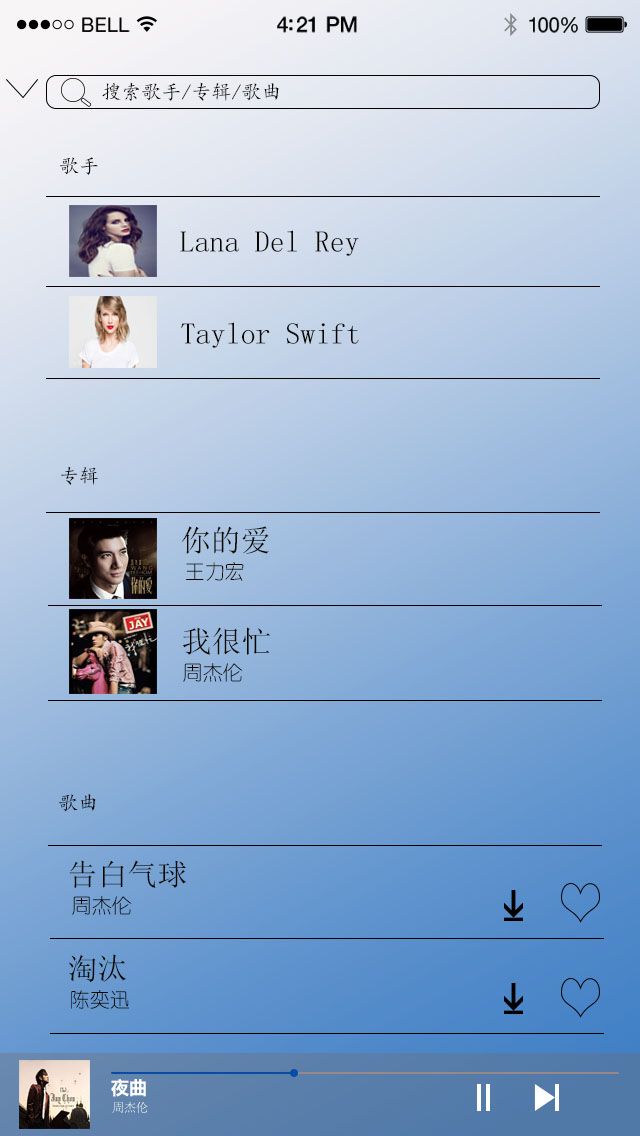 BELL 4:21 PM 100%
搜索歌手/专辑/歌曲
歌手
Lana Del Rey
Taylor Swift
专辑
你的爱
王力宏
JAY
我很忙
周杰伦
歌曲
告白气球
周杰伦
淘汰
陈奕迅
夜曲
周杰伦